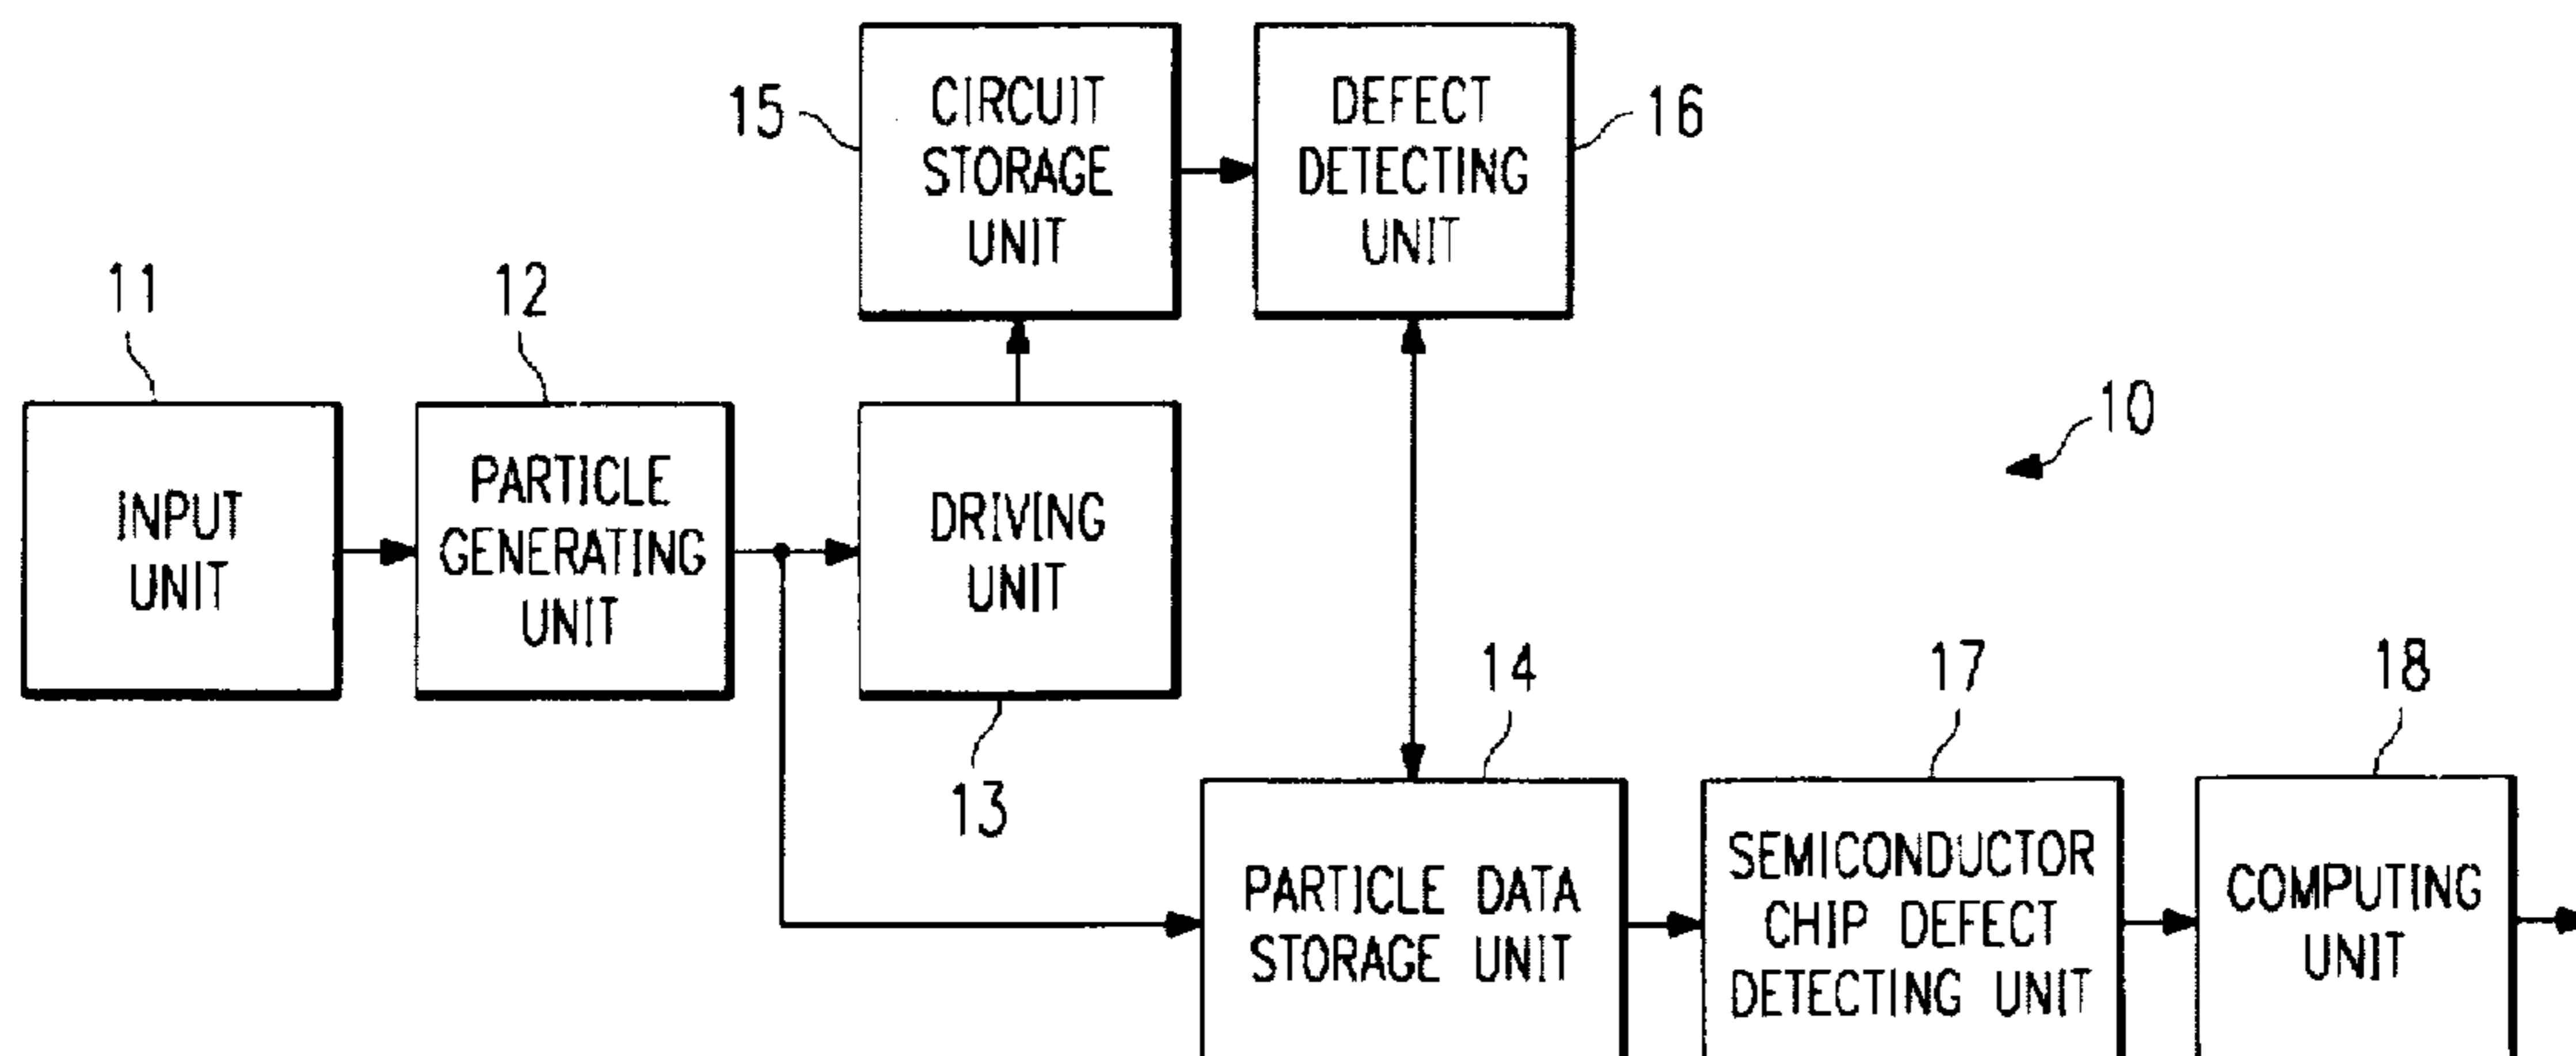 15
CIRCUIT
STORAGE
UNIT
DEFECT
DETECTING
UNIT
16
11
INPUT
UNIT
12
PARTICLE
GENERATING
UNIT
DRIVING
UNIT
13
10
14
PARTICLE DATA
STORAGE UNIT
17
SEMICONDUCTOR
CHIP DEFECT
DETECTING UNIT
18
COMPUTING
UNIT